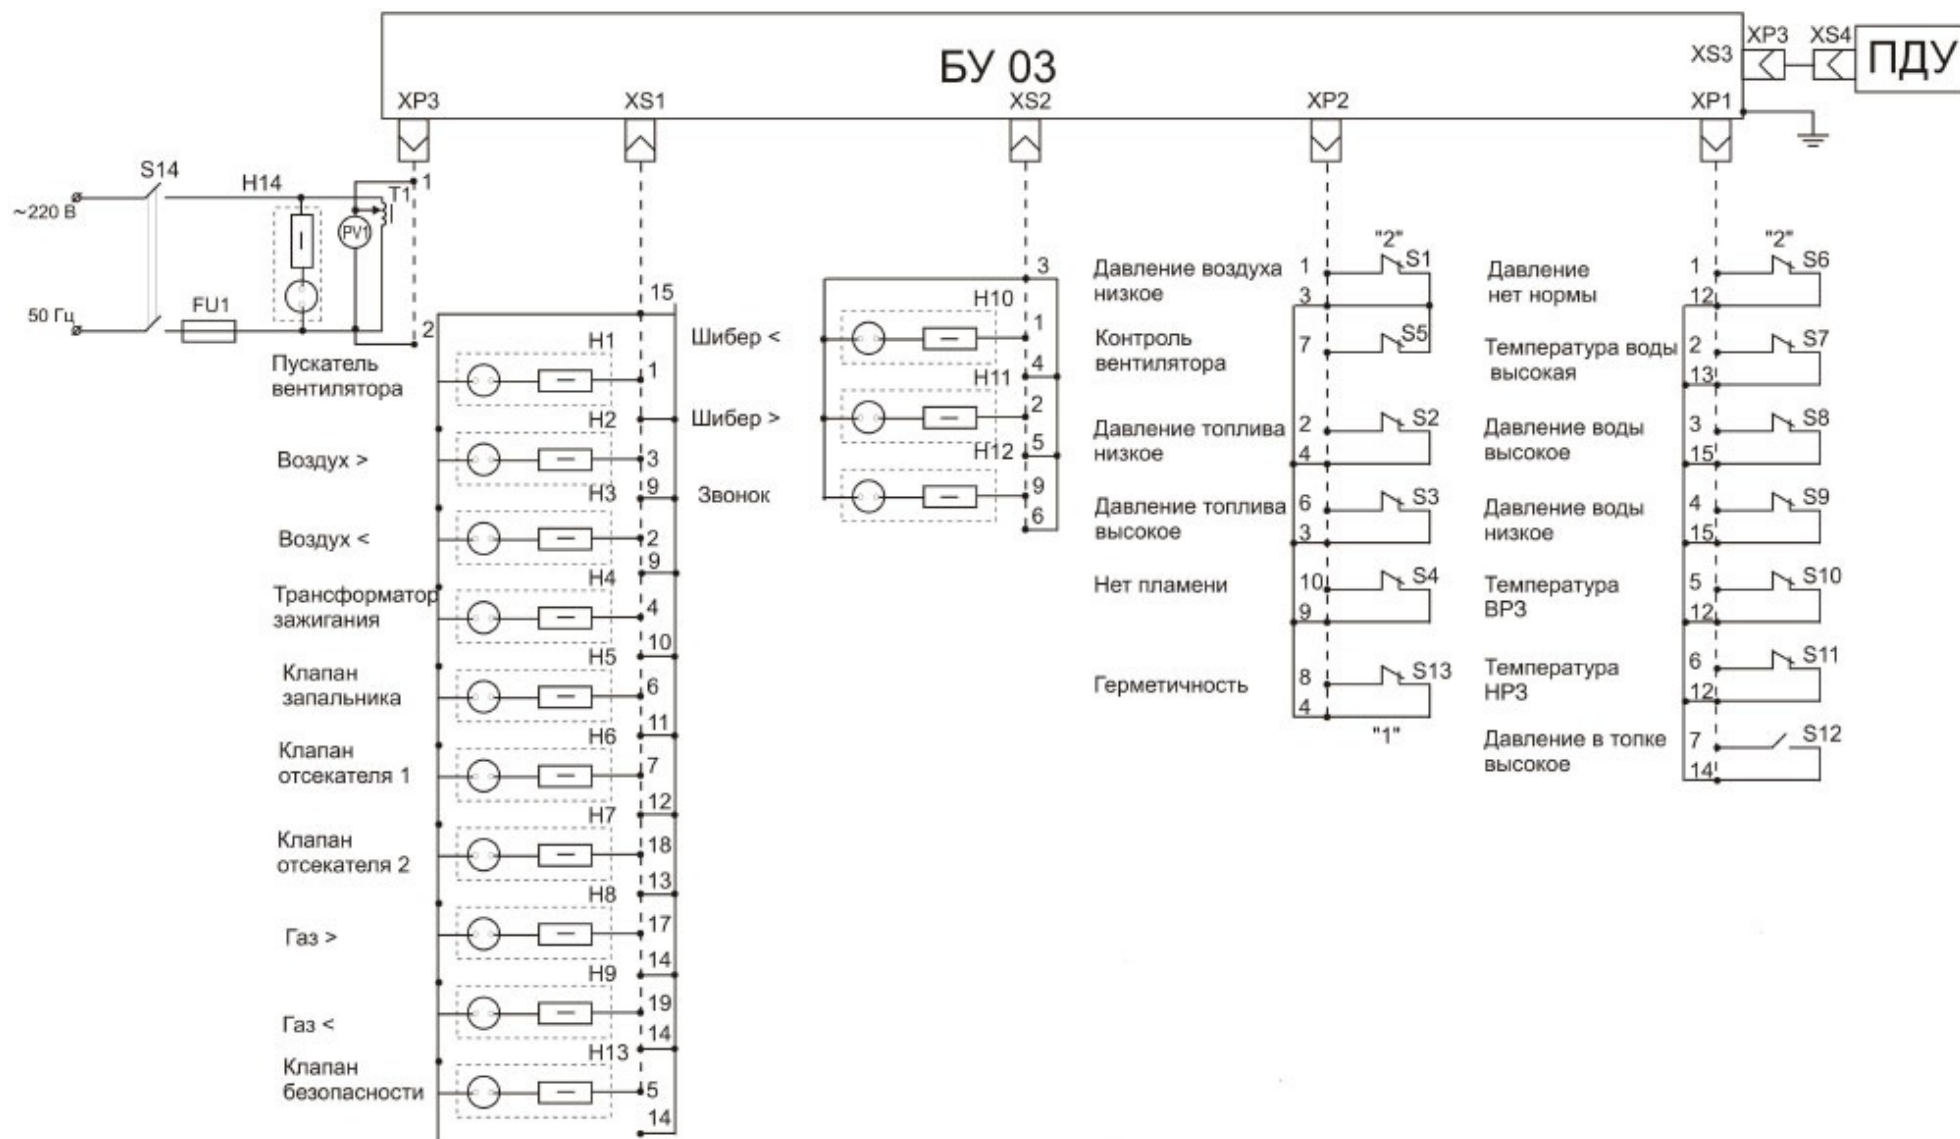 БУ 03
XP3
XS1
XS2
XP2
XP1
XS3
XP3
XS4
ПДУ
S14
~220 В
50 Гц
H14
FU1
PV1
T1
1
2
15
Пускатель
вентилятора
H1
1
Воздух >
H2
3
9
Воздух <
H3
2
9
Трансформатор
зажигания
H4
4
10
Клапан
запальника
H5
6
11
Клапан
отсекателя 1
H6
7
12
Клапан
отсекателя 2
H7
18
13
Газ >
H8
17
14
Газ <
H9
19
14
Клапан
безопасности
H13
5
14
3
Шибер <
H10
1
4
Шибер >
H11
2
5
Звонок
H12
9
6
"2"
Давление воздуха
низкое
1
S1
3
Контроль
вентилятора
7
S5
Давление топлива
низкое
2
S2
4
Давление топлива
высокое
6
S3
3
Нет пламени
10
S4
9
Герметичность
8
S13
4
"1"
"2"
Давление
нет нормы
1
S6
12
Температура воды
высокая
2
S7
13
Давление воды
высокое
3
S8
15
Давление воды
низкое
4
S9
15
Температура
ВРЗ
5
S10
12
Температура
НРЗ
6
S11
12
Давление в топке
высокое
7
S12
14